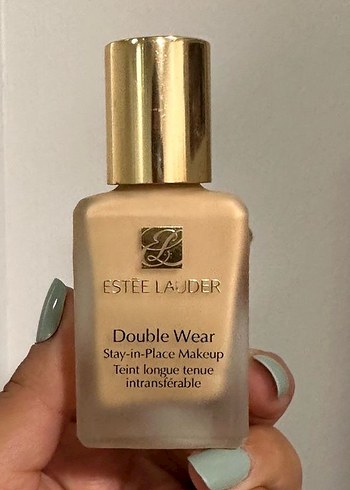 ESTĒE LAUDER
Double Wear
Stay-in-Place Makeup
Teint longue tenue
intransférable